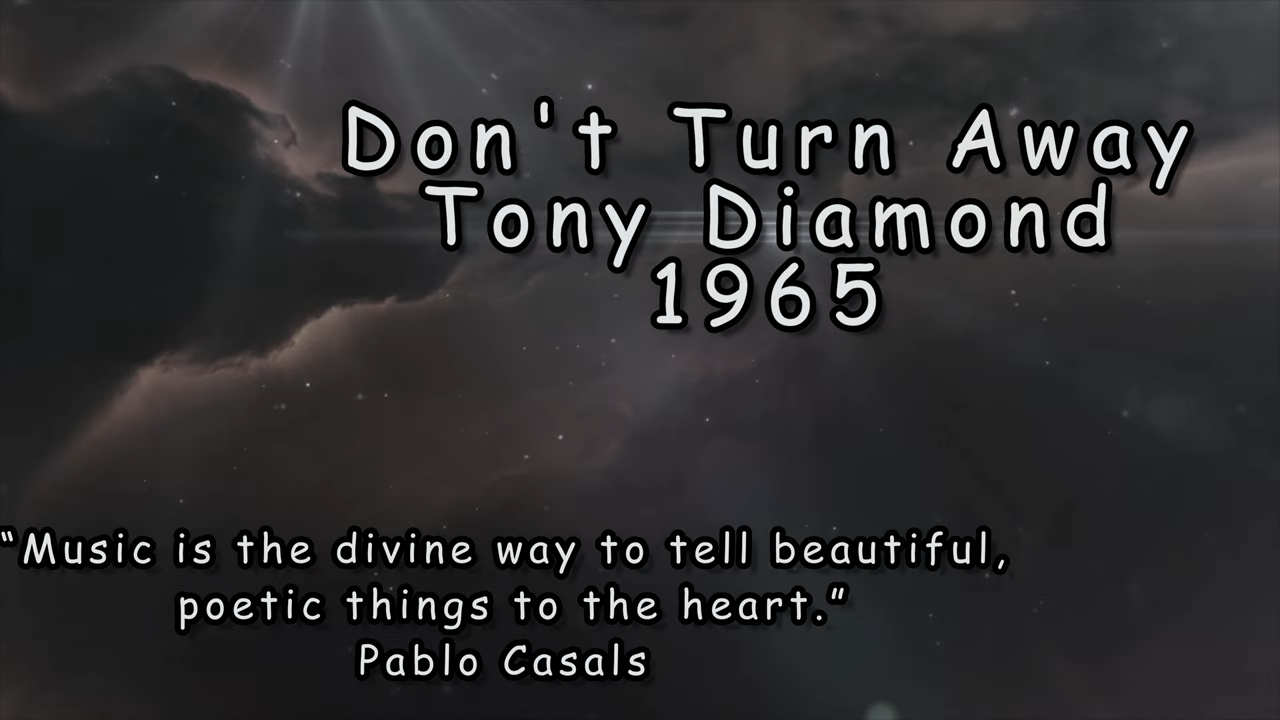 Don't Turn Away
Tony Diamond
1965
“Music is the divine way to tell beautiful,
poetic things to the heart.”
Pablo Casals